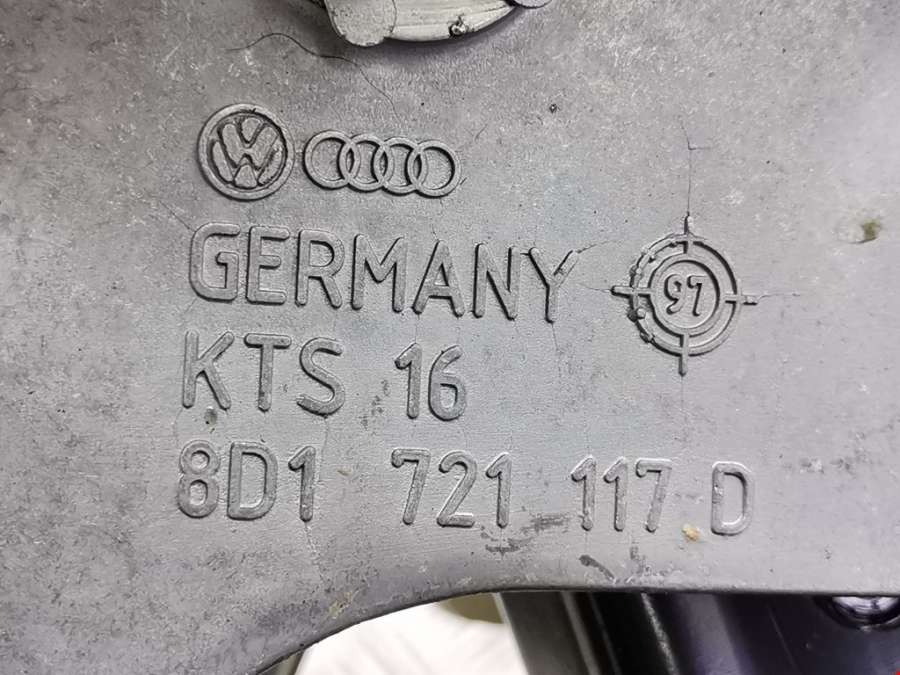 GERMANY
97
KTS 16
8D1 721 117 D